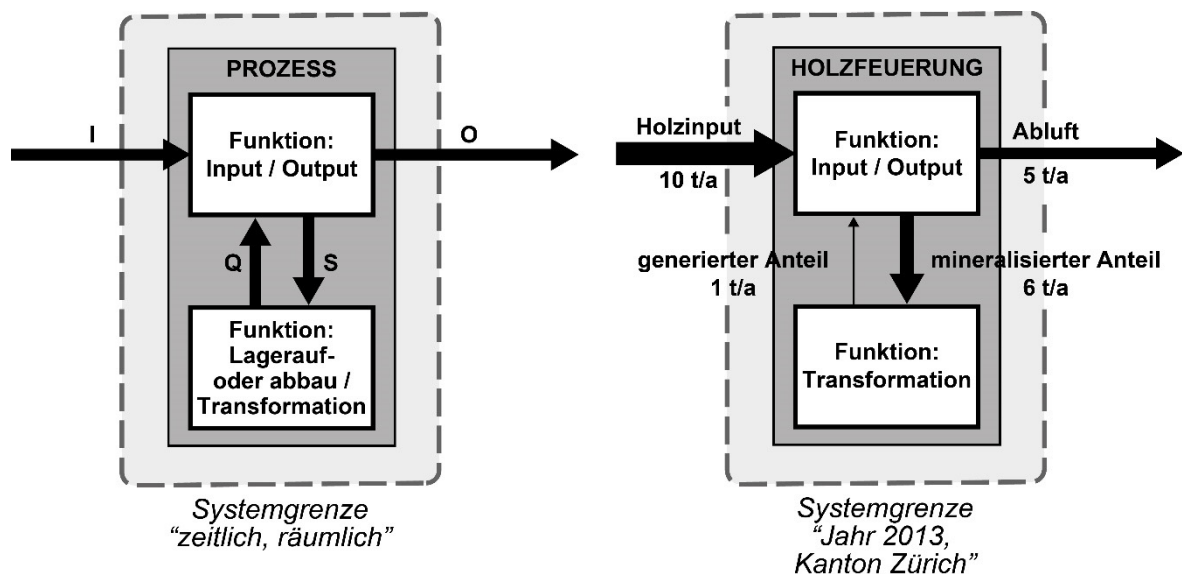 PROZESS
I
Funktion:
Input / Output
O
Q
S
Funktion:
Lagerauf-
oder abbau /
Transformation
Systemgrenze
“zeitlich, räumlich”
HOLZFEUERUNG
Holzinput
10 t/a
Funktion:
Input / Output
Abluft
5 t/a
generierter Anteil
1 t/a
mineralisierter Anteil
6 t/a
Funktion:
Transformation
Systemgrenze
“Jahr 2013,
Kanton Zürich”